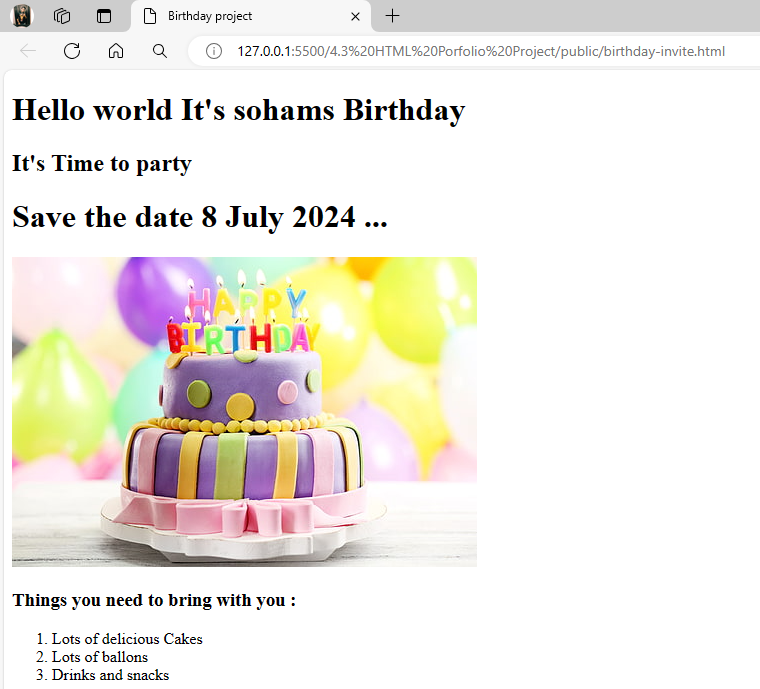 Birthday project
127.0.0.1:5500/4.3%20HTML%20Porfolio%20Project/public/birthday-invite.html
Hello world It's sohams Birthday
It's Time to party
Save the date 8 July 2024 ...
HAPPY
BIRTHDAY
Things you need to bring with you :
1. Lots of delicious Cakes
2. Lots of ballons
3. Drinks and snacks